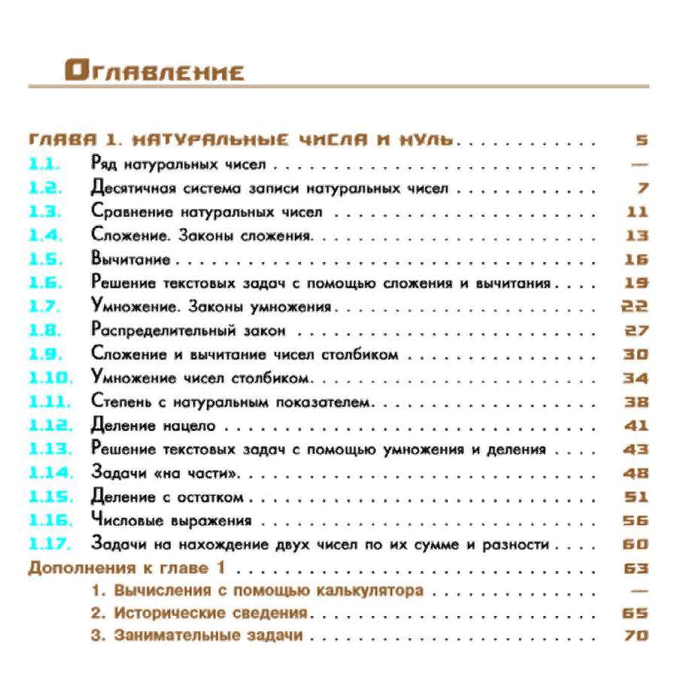 Оглавление
ГЛАВА 1. НАТУРАЛЬНЫЕ ЧИСЛА И НУЛЬ. . . . . . . . . . . . 5
1.1. Ряд натуральных чисел . . . . . . . . . . . . . . . . . . . . . . . . . —
1.2. Десятичная система записи натуральных чисел . . . . . . . . . . . 7
1.3. Сравнение натуральных чисел . . . . . . . . . . . . . . . . . . . . 11
1.4. Сложение. Законы сложения. . . . . . . . . . . . . . . . . . . . . . 13
1.5. Вычитание . . . . . . . . . . . . . . . . . . . . . . . . . . . . . . . . . 16
1.6. Решение текстовых задач с помощью сложения и вычитания . . . . 19
1.7. Умножение. Законы умножения . . . . . . . . . . . . . . . . . . . . 22
1.8. Распределительный закон . . . . . . . . . . . . . . . . . . . . . . . 27
1.9. Сложение и вычитание чисел столбиком . . . . . . . . . . . . . . . 30
1.10. Умножение чисел столбиком. . . . . . . . . . . . . . . . . . . . . . 34
1.11. Степень с натуральным показателем. . . . . . . . . . . . . . . . . . 38
1.12. Деление нацело . . . . . . . . . . . . . . . . . . . . . . . . . . . . . 41
1.13. Решение текстовых задач с помощью умножения и деления . . . . 43
1.14. Задачи «на части». . . . . . . . . . . . . . . . . . . . . . . . . . . . 48
1.15. Деление с остатком . . . . . . . . . . . . . . . . . . . . . . . . . . . 51
1.16. Числовые выражения . . . . . . . . . . . . . . . . . . . . . . . . . . 56
1.17. Задачи на нахождение двух чисел по их сумме и разности . . . . 60
Дополнения к главе 1 . . . . . . . . . . . . . . . . . . . . . . . . . . . . 63
1. Вычисления с помощью калькулятора . . . . . . . . . . . . . —
2. Исторические сведения. . . . . . . . . . . . . . . . . . . . . . 65
3. Занимательные задачи . . . . . . . . . . . . . . . . . . . . . . 70